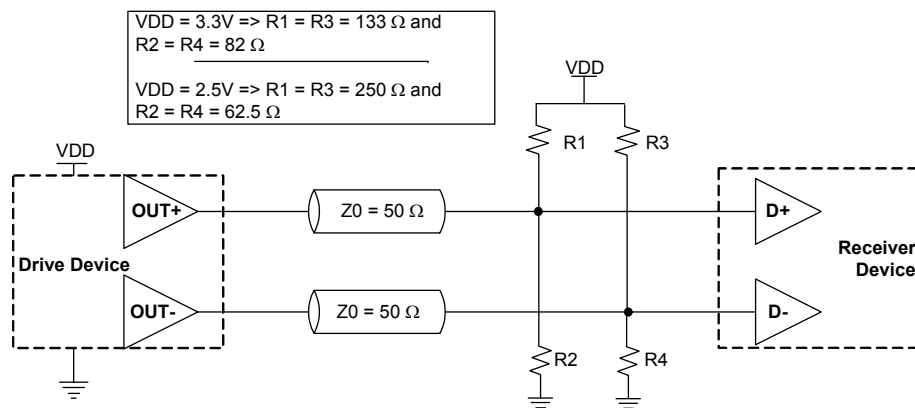 VDD = 3.3V => R1 = R3 = 133 Ω and
R2 = R4 = 82 Ω
VDD = 2.5V => R1 = R3 = 250 Ω and
R2 = R4 = 62.5 Ω
VDD
VDD
R1
R3
OUT+
Z0 = 50 Ω
D+
Drive Device
Receiver
Device
OUT-
Z0 = 50 Ω
D-
R2
R4